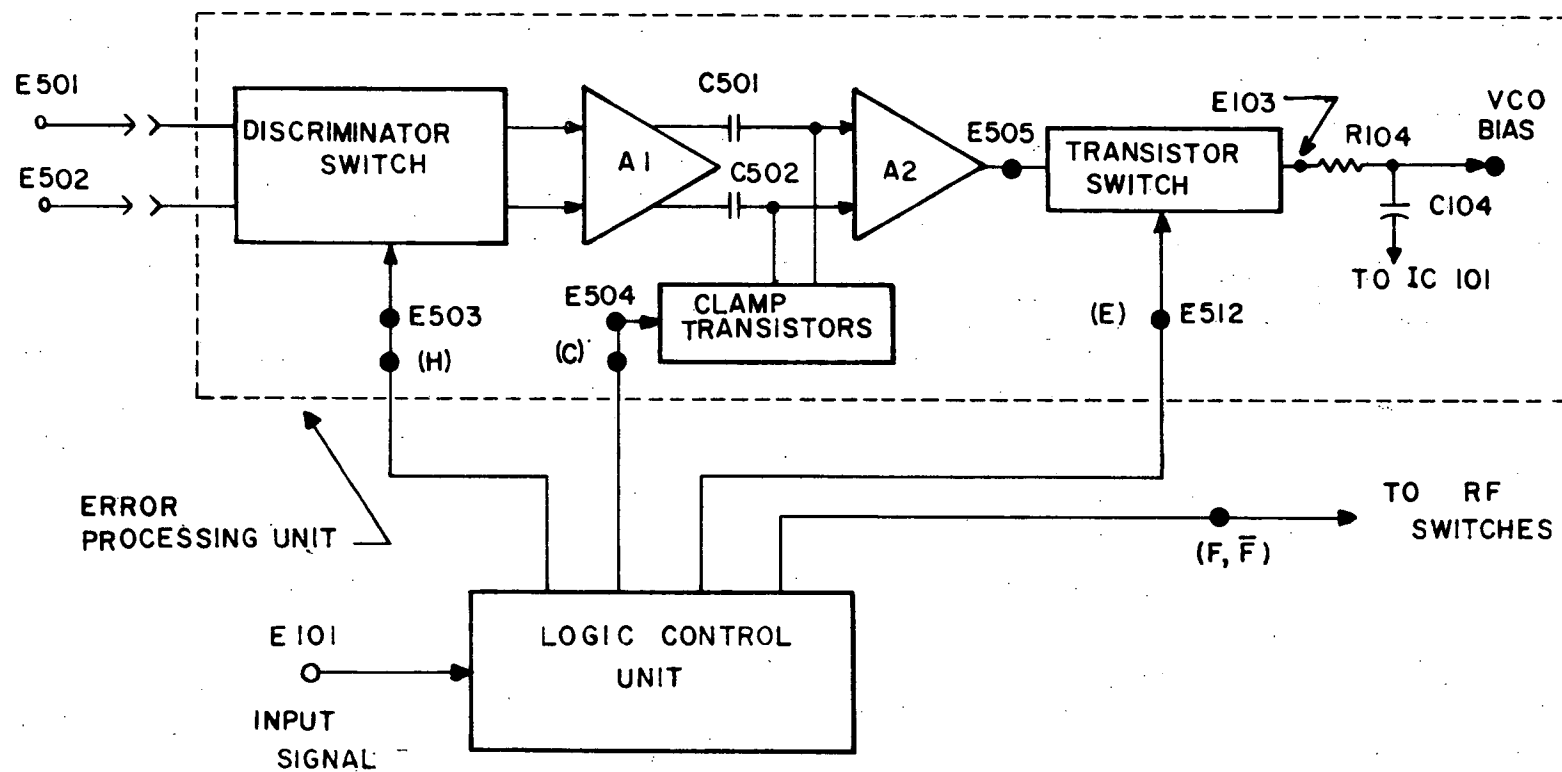 E501
E502
DISCRIMINATOR
SWITCH
A1
C501
C502
A2
E505
TRANSISTOR
SWITCH
E103
R104
VCO
BIAS
C104
TO IC 101
E503
(H)
E504
(C)
CLAMP
TRANSISTORS
(E)
E512
ERROR
PROCESSING UNIT
TO RF
SWITCHES
(F, F̅)
E101
INPUT
SIGNAL
LOGIC CONTROL
UNIT